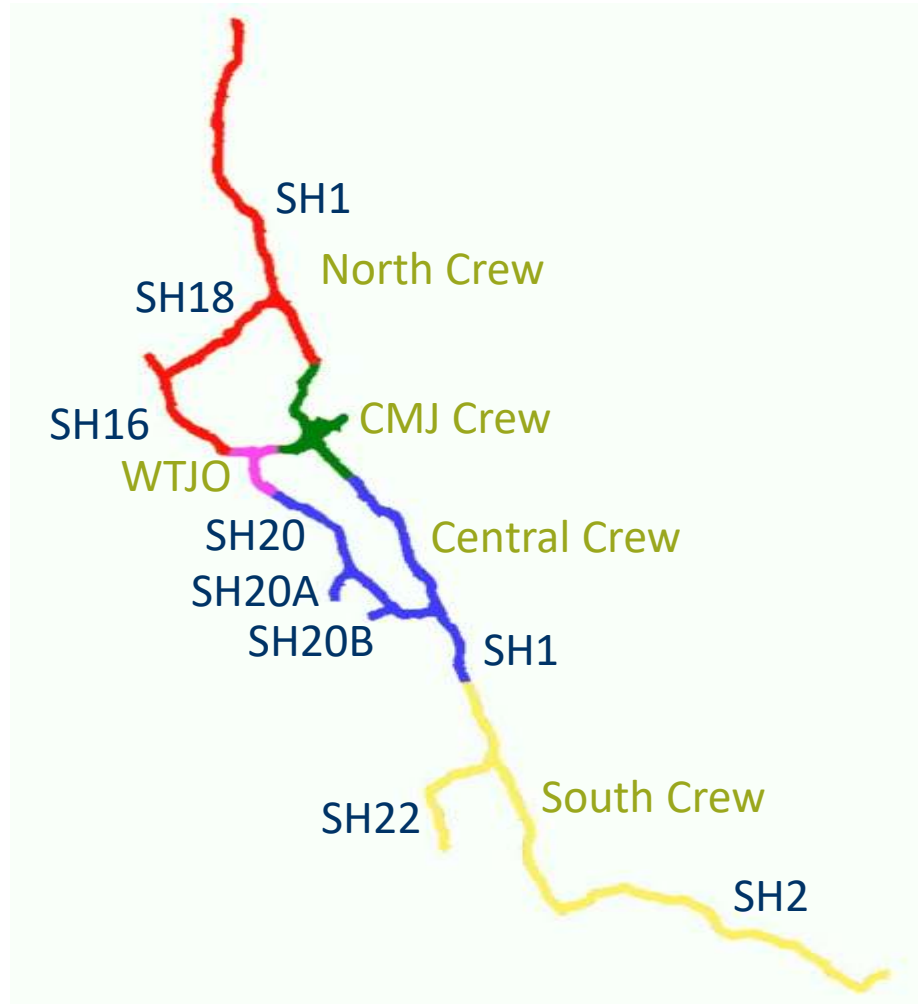 SH1
North Crew
SH18
SH16
CMJ Crew
WTJO
SH20
Central Crew
SH20A
SH20B
SH1
South Crew
SH22
SH2